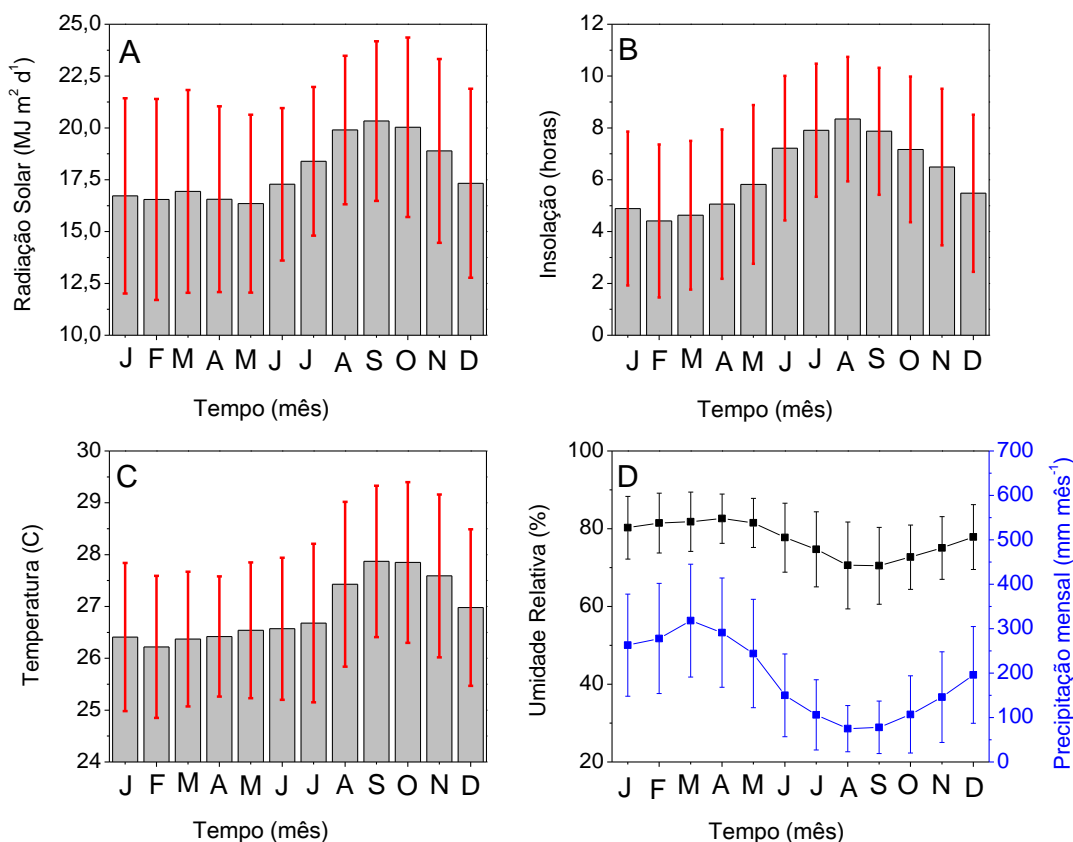 A
Radiação Solar (MJ m² d¹)
25,0
22,5
20,0
17,5
15,0
12,5
10,0
J F M A M J J A S O N D
Tempo (mês)
B
Insolação (horas)
12
10
8
6
4
2
0
J F M A M J J A S O N D
Tempo (mês)
C
Temperatura (C)
30
29
28
27
26
25
24
J F M A M J J A S O N D
Tempo (mês)
D
Umidade Relativa (%)
100
80
60
40
20
Precipitação mensal (mm mês⁻¹)
700
600
500
400
300
200
100
0
J F M A M J J A S O N D
Tempo (mês)